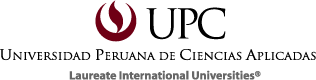 UPC
UNIVERSIDAD PERUANA DE CIENCIAS APLICADAS
Laureate International Universities®